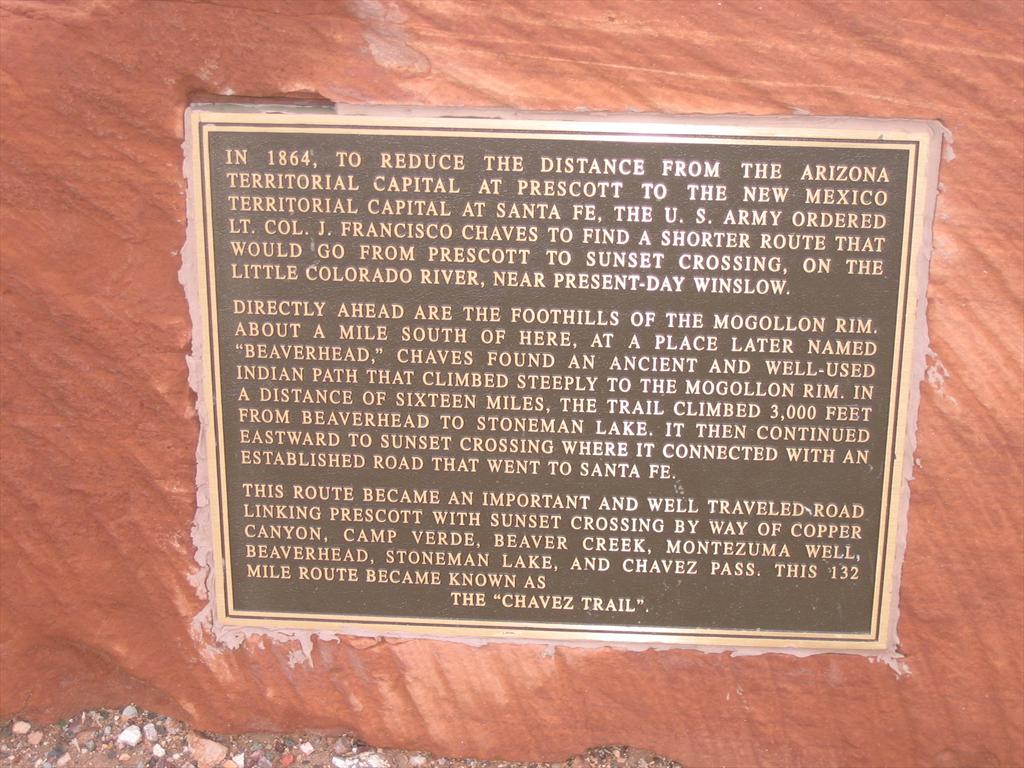 IN 1864, TO REDUCE THE DISTANCE FROM THE ARIZONA
TERRITORIAL CAPITAL AT PRESCOTT TO THE NEW MEXICO
TERRITORIAL CAPITAL AT SANTA FE, THE U. S. ARMY ORDERED
LT. COL. J. FRANCISCO CHAVES TO FIND A SHORTER ROUTE THAT
WOULD GO FROM PRESCOTT TO SUNSET CROSSING, ON THE
LITTLE COLORADO RIVER, NEAR PRESENT-DAY WINSLOW.
DIRECTLY AHEAD ARE THE FOOTHILLS OF THE MOGOLLON RIM.
ABOUT A MILE SOUTH OF HERE, AT A PLACE LATER NAMED
"BEAVERHEAD," CHAVES FOUND AN ANCIENT AND WELL-USED
INDIAN PATH THAT CLIMBED STEEPLY TO THE MOGOLLON RIM. IN
A DISTANCE OF SIXTEEN MILES, THE TRAIL CLIMBED 3,000 FEET
FROM BEAVERHEAD TO STONEMAN LAKE. IT THEN CONTINUED
EASTWARD TO SUNSET CROSSING WHERE IT CONNECTED WITH AN
ESTABLISHED ROAD THAT WENT TO SANTA FE.
THIS ROUTE BECAME AN IMPORTANT AND WELL TRAVELED ROAD
LINKING PRESCOTT WITH SUNSET CROSSING BY WAY OF COPPER
CANYON, CAMP VERDE, BEAVER CREEK, MONTEZUMA WELL,
BEAVERHEAD, STONEMAN LAKE, AND CHAVEZ PASS. THIS 132
MILE ROUTE BECAME KNOWN AS
THE "CHAVEZ TRAIL".